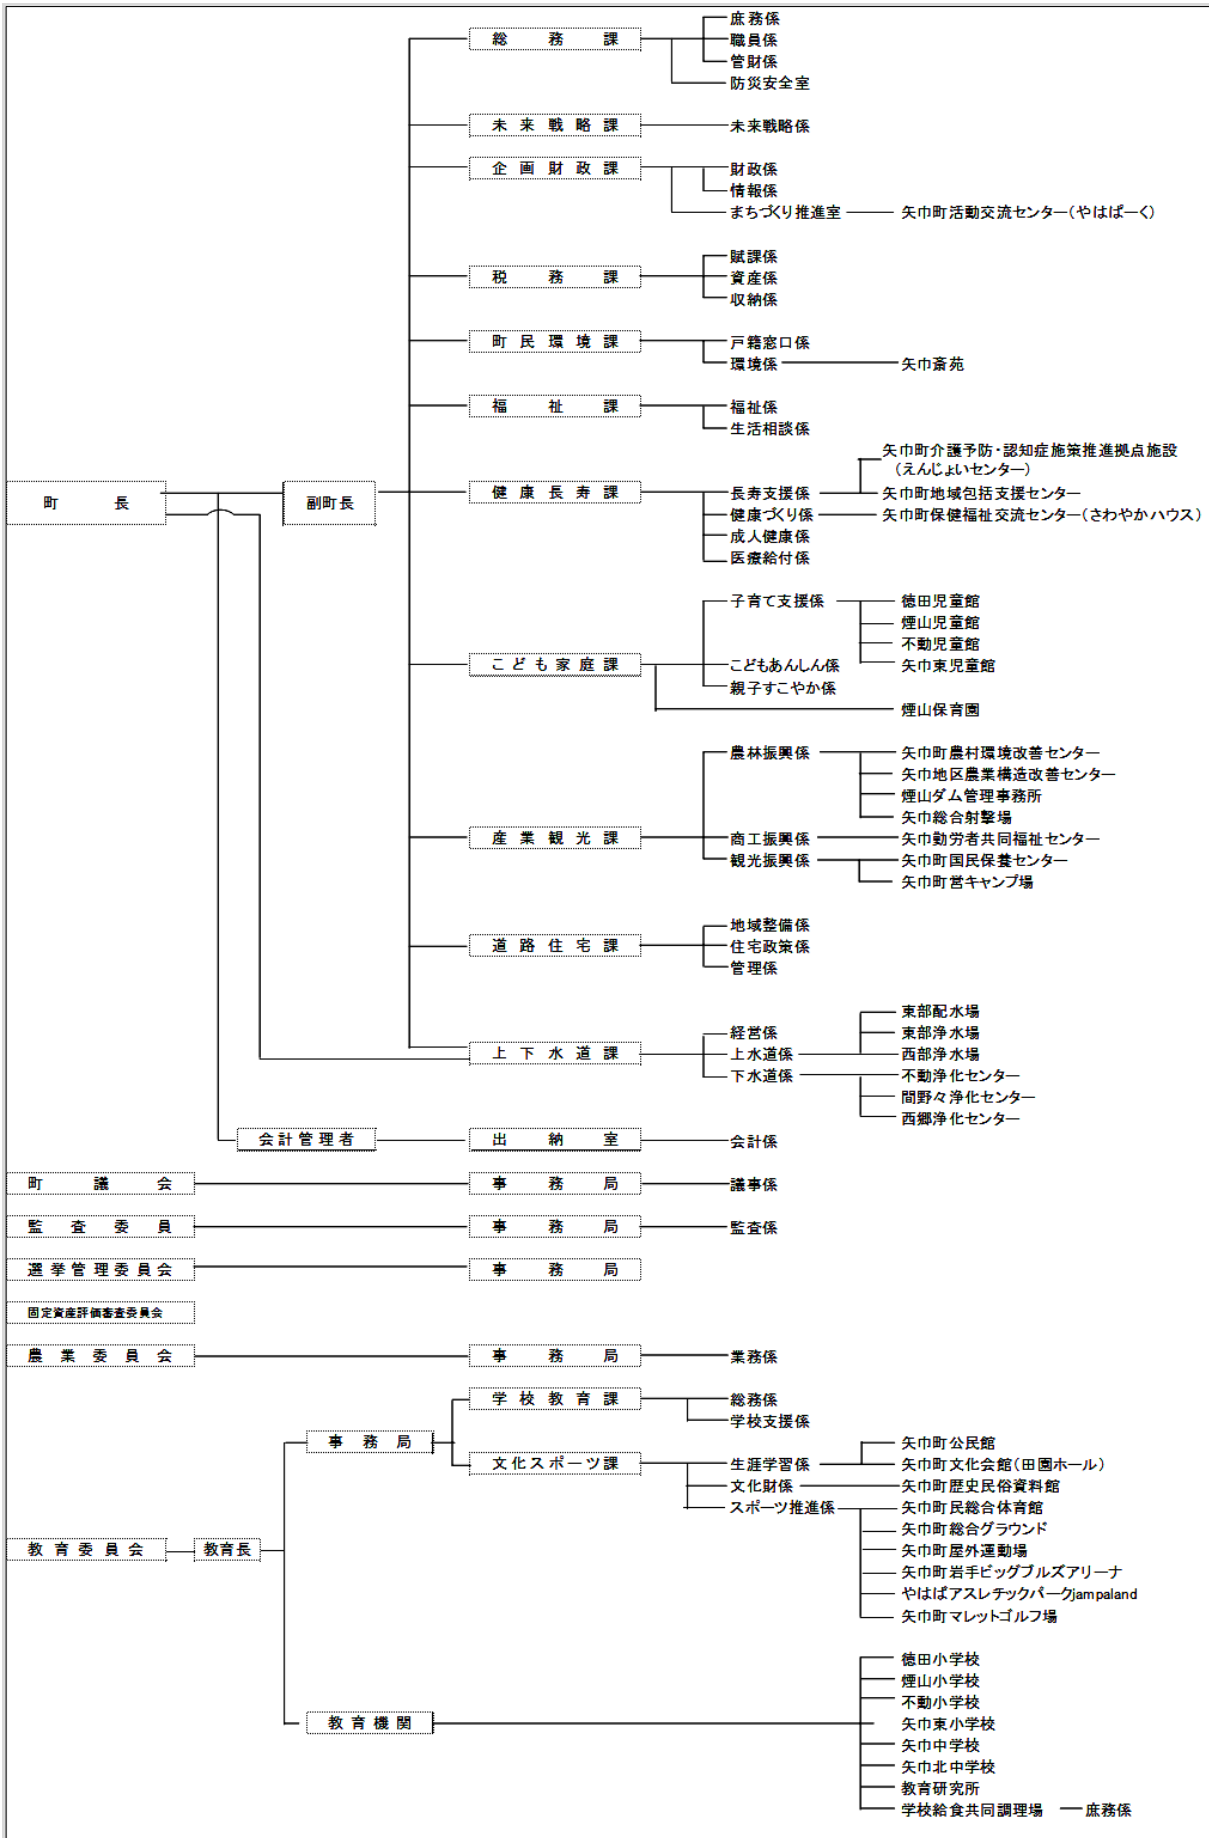 庶務係
総務課
職員係
管財係
防災安全室
未来戦略課
未来戦略係
企画財政課
財政係
情報係
まちづくり推進室
矢巾町活動交流センター(やはぱーく)
賦課係
税務課
資産係
収納係
町民環境課
戸籍窓口係
環境係
矢巾斎苑
福祉課
福祉係
生活相談係
矢巾町介護予防・認知症施策推進拠点施設
(えんじょいセンター)
町長
副町長
健康長寿課
長寿支援係
矢巾町地域包括支援センター
健康づくり係
矢巾町保健福祉交流センター(さわやかハウス)
成人健康係
医療給付係
子育て支援係
徳田児童館
煙山児童館
不動児童館
こども家庭課
こどもあんしん係
矢巾東児童館
親子すこやか係
煙山保育園
農林振興係
矢巾町農村環境改善センター
矢巾地区農業構造改善センター
煙山ダム管理事務所
矢巾総合射撃場
産業観光課
商工振興係
矢巾勤労者共同福祉センター
観光振興係
矢巾町国民保養センター
矢巾町営キャンプ場
地域整備係
道路住宅課
住宅政策係
管理係
東部配水場
経営係
東部浄水場
上下水道課
上水道係
西部浄水場
下水道係
不動浄化センター
間野々浄化センター
西郷浄化センター
会計管理者
出納室
会計係
町議会
事務局
議事係
監査委員
事務局
監査係
選挙管理委員会
事務局
固定資産評価審査委員会
農業委員会
事務局
業務係
学校教育課
総務係
学校支援係
事務局
矢巾町公民館
文化スポーツ課
生涯学習係
矢巾町文化会館(田園ホール)
文化財係
矢巾町歴史民俗資料館
スポーツ推進係
矢巾町民総合体育館
矢巾町総合グラウンド
教育委員会
教育長
矢巾町屋外運動場
矢巾町岩手ビッグブルズアリーナ
やはぱアスレチックパークjampaland
矢巾町マレットゴルフ場
徳田小学校
煙山小学校
不動小学校
教育機関
矢巾東小学校
矢巾中学校
矢巾北中学校
教育研究所
学校給食共同調理場
庶務係